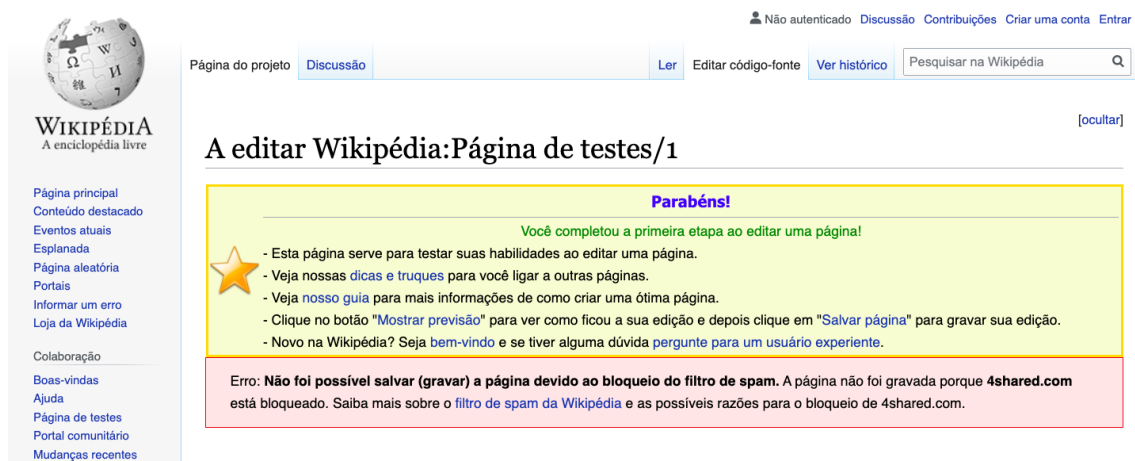 Não autenticado Discussão Contribuições Criar uma conta Entrar
Página do projeto Discussão Ler Editar código-fonte Ver histórico Pesquisar na Wikipédia
WIKIPÉDIA
A enciclopédia livre
[ocultar]
A editar Wikipédia:Página de testes/1
Página principal
Conteúdo destacado
Eventos atuais
Esplanada
Página aleatória
Portais
Informar um erro
Loja da Wikipédia
Colaboração
Boas-vindas
Ajuda
Página de testes
Portal comunitário
Mudanças recentes
Parabéns!
Você completou a primeira etapa ao editar uma página!
- Esta página serve para testar suas habilidades ao editar uma página.
- Veja nossas dicas e truques para você ligar a outras páginas.
- Veja nosso guia para mais informações de como criar uma ótima página.
- Clique no botão "Mostrar previsão" para ver como ficou a sua edição e depois clique em "Salvar página" para gravar sua edição.
- Novo na Wikipédia? Seja bem-vindo e se tiver alguma dúvida pergunte para um usuário experiente.
Erro: Não foi possível salvar (gravar) a página devido ao bloqueio do filtro de spam. A página não foi gravada porque 4shared.com
está bloqueado. Saiba mais sobre o filtro de spam da Wikipédia e as possíveis razões para o bloqueio de 4shared.com.